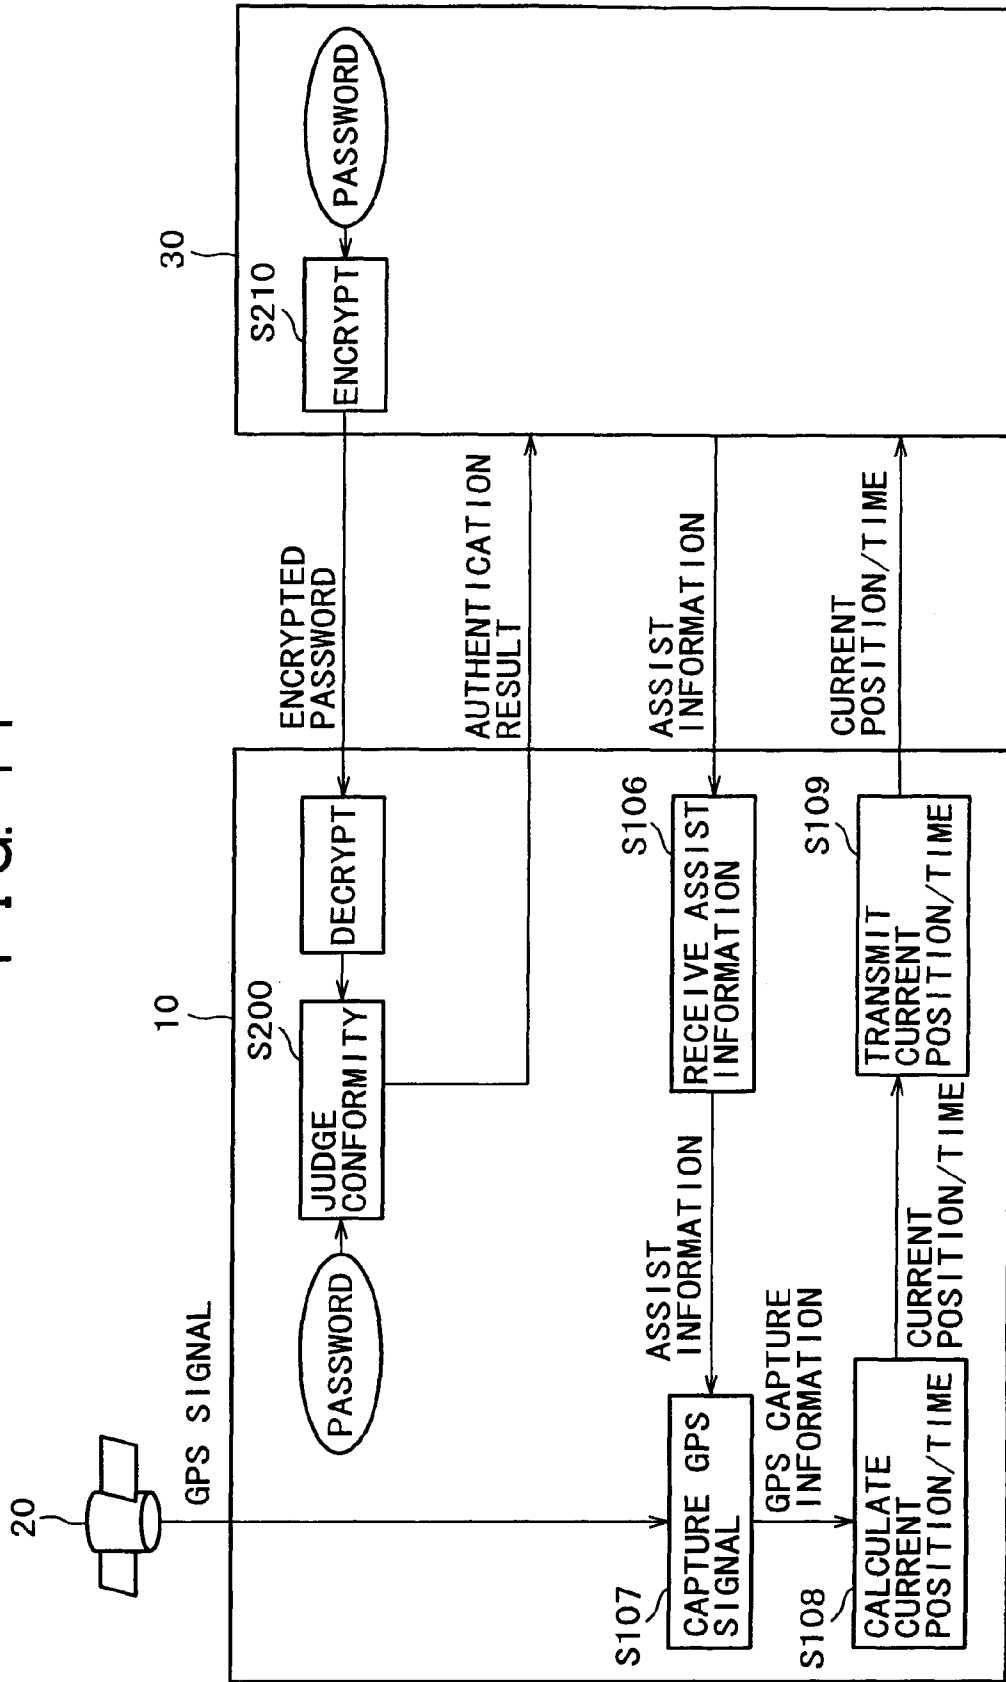 FIG.
20
GPS SIGNAL
10
30
S200
S210
PASSWORD
JUDGE
CONFORMITY
DECRYPT
ENCRYPTED
PASSWORD
ENCRYPT
PASSWORD
AUTHENTICATION
RESULT
S107
CAPTURE GPS
SIGNAL
ASSIST
INFORMATION
S106
RECEIVE ASSIST
INFORMATION
ASSIST
INFORMATION
GPS CAPTURE
INFORMATION
S108
CALCULATE
CURRENT
POSITION/TIME
CURRENT
POSITION/TIME
S109
TRANSMIT
CURRENT
POSITION/TIME
CURRENT
POSITION/TIME